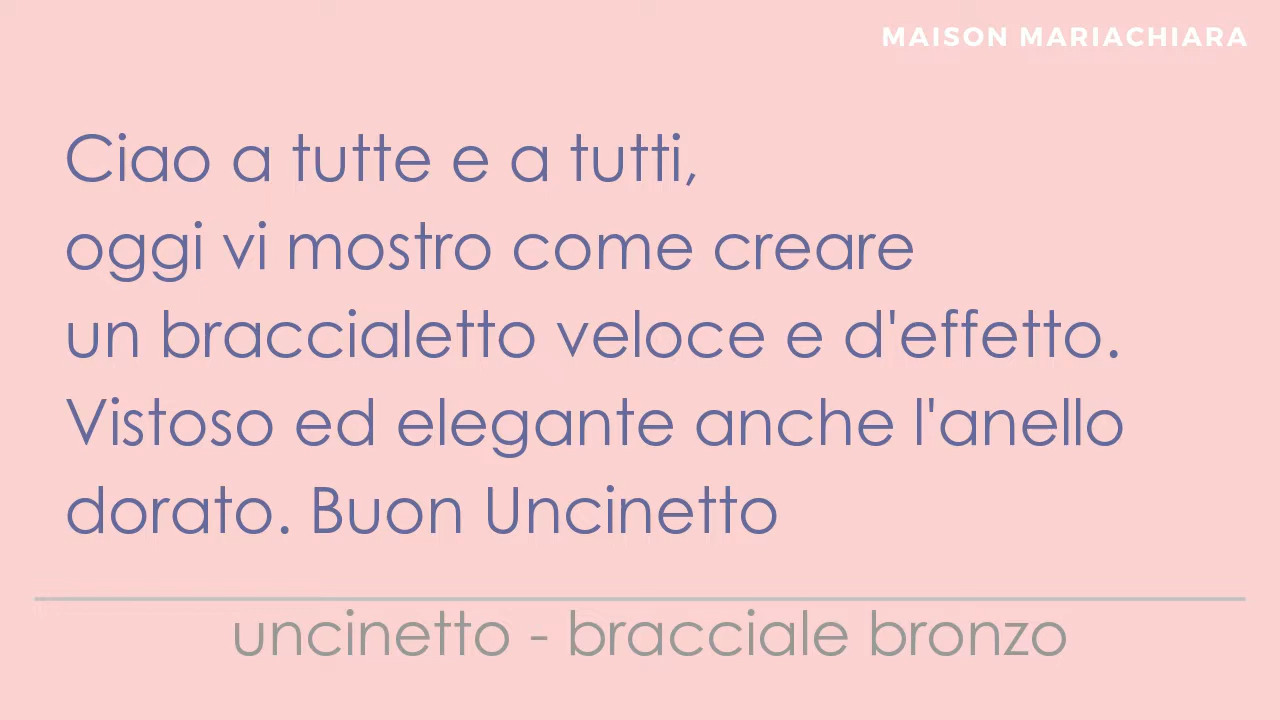 MAISON MARIACHIARA
Ciao a tutte e a tutti,
oggi vi mostro come creare
un braccialetto veloce e d'effetto.
Vistoso ed elegante anche l'anello
dorato. Buon Uncinetto
uncinetto - bracciale bronzo